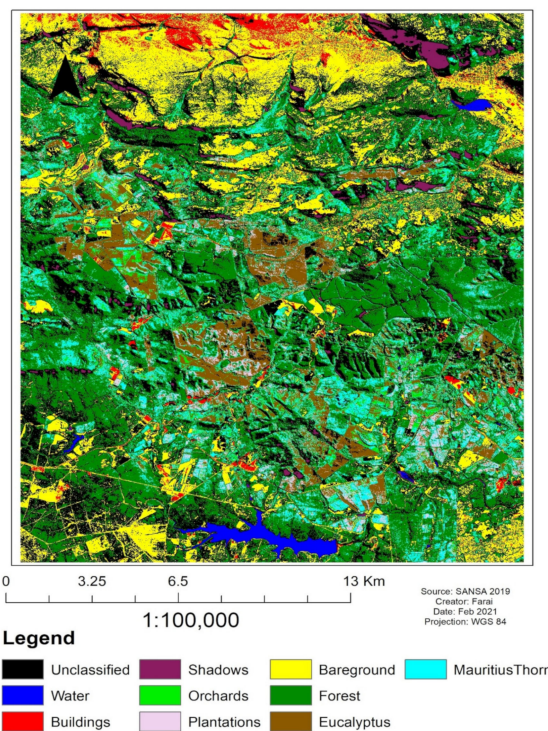 0 3.25 6.5 13 Km
1:100,000
Source: SANSA 2019
Creator: Farai
Date: Feb 2021
Projection: WGS 84
Legend
Unclassified Shadows Bareground MauritiusThorn
Water Orchards Forest
Buildings Plantations Eucalyptus